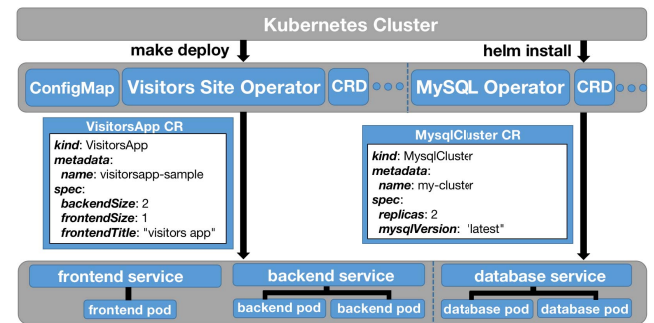 Kubernetes Cluster
make deploy
helm install
ConfigMap
Visitors Site Operator
CRD
MySQL Operator
CRD
VisitorsApp CR
kind: VisitorsApp
metadata:
name: visitorsapp-sample
spec:
backendSize: 2
frontendSize: 1
frontendTitle: "visitors app"
MysqlCluster CR
kind: MysqlCluster
metadata:
name: my-cluster
spec:
replicas: 2
mysqlVersion: 'latest"
frontend service
frontend pod
backend service
backend pod
backend pod
database service
database pod
database pod